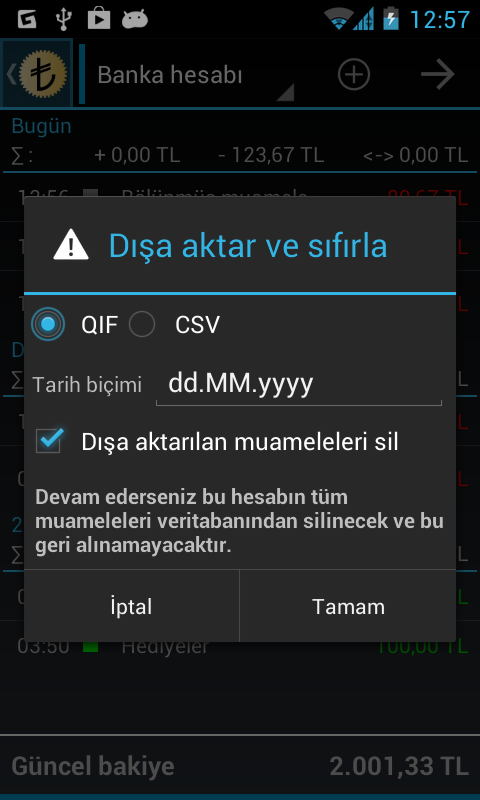 12:57
Banka hesabı
Bugün
∑ : + 0,00 TL - 123,67 TL <-> 0,00 TL
12:56 Bölünmüş muamele 80,67 TL
Dışa aktar ve sıfırla
QIF CSV
Tarih biçimi dd.MM.yyyy
Dışa aktarılan muameleleri sil
Devam ederseniz bu hesabın tüm
muameleleri veritabanından silinecek ve bu
geri alınamayacaktır.
İptal Tamam
03:50 Hediyeler 100,00 TL
Güncel bakiye 2.001,33 TL